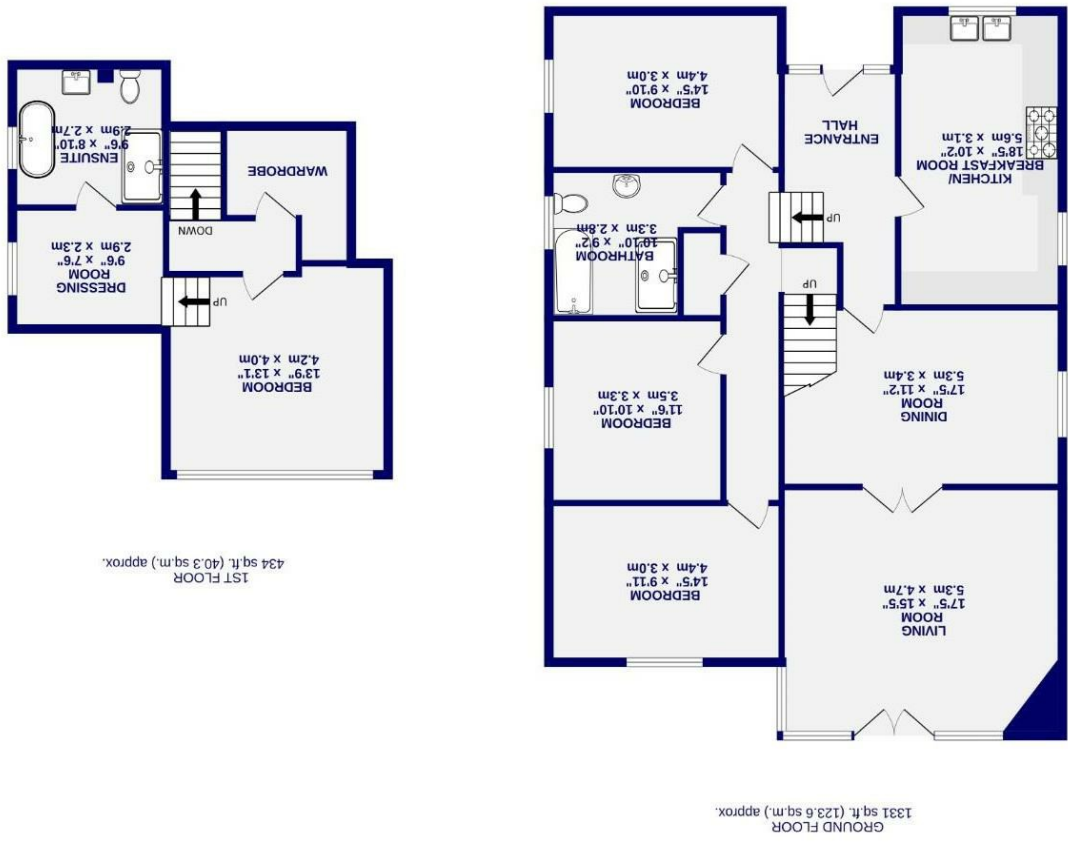 GROUND FLOOR
1331 sq.ft. (123.6 sq.m.) approx.
LIVING
ROOM
17'5" x 15'5"
5.3m x 4.7m
BEDROOM
14'5" x 9'11"
4.4m x 3.0m
DINING
ROOM
17'5" x 11'2"
5.3m x 3.4m
BEDROOM
11'6" x 10'10"
3.5m x 3.3m
UP
UP
BATHROOM
10'10" x 9'2"
3.3m x 2.8m
KITCHEN/
BREAKFAST ROOM
18'5" x 10'2"
5.6m x 3.1m
ENTRANCE
HALL
BEDROOM
14'5" x 9'10"
4.4m x 3.0m
1ST FLOOR
434 sq.ft. (40.3 sq.m.) approx.
BEDROOM
13'9" x 13'1"
4.2m x 4.0m
UP
DRESSING
ROOM
9'6" x 7'6"
2.9m x 2.3m
DOWN
WARDROBE
ENSUITE
9'6" x 8'10"
2.9m x 2.7m